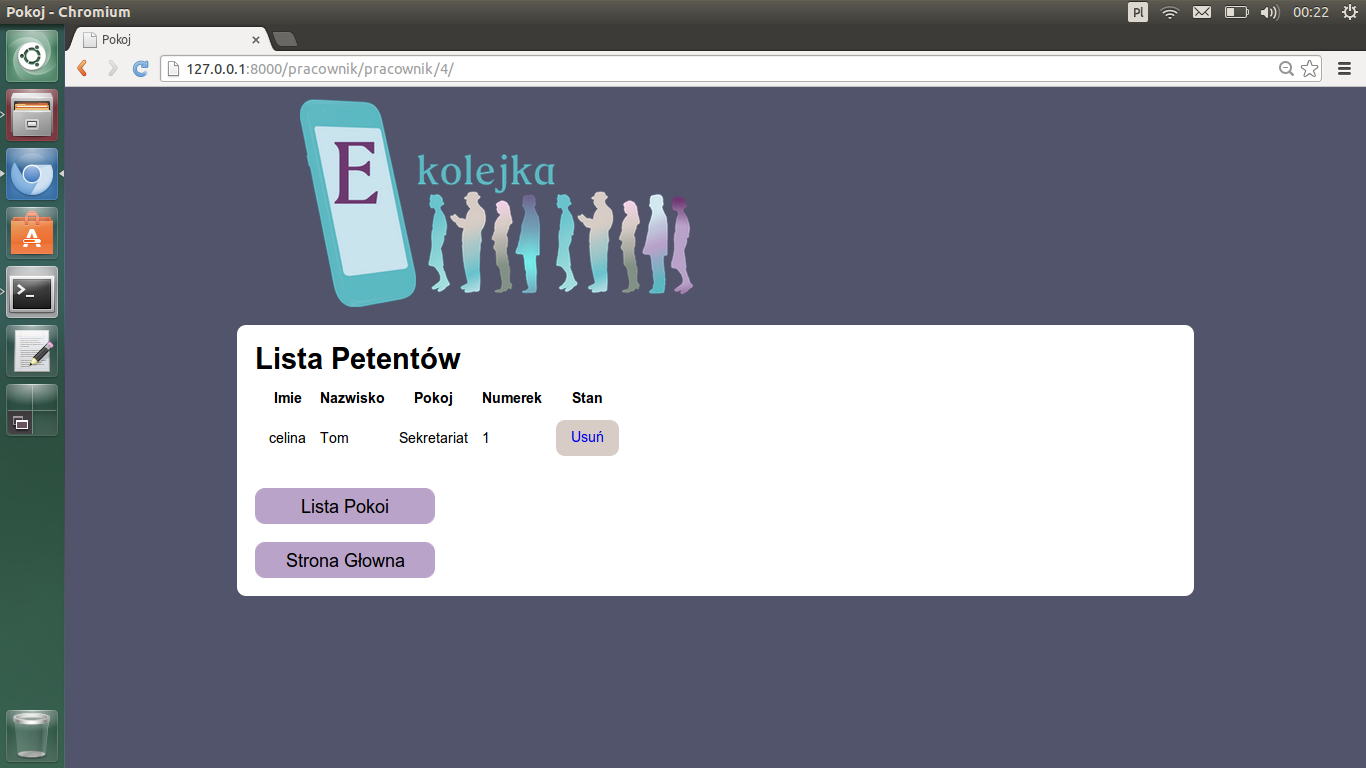 Pokoj - Chromium
Pl
00:22
Pokoj
127.0.0.1:8000/pracownik/pracownik/4/
E
kolejka
Lista Petentów
Imie Nazwisko Pokoj Numerek Stan
celina Tom Sekretariat 1 Usuń
Lista Pokoi
Strona Głowna